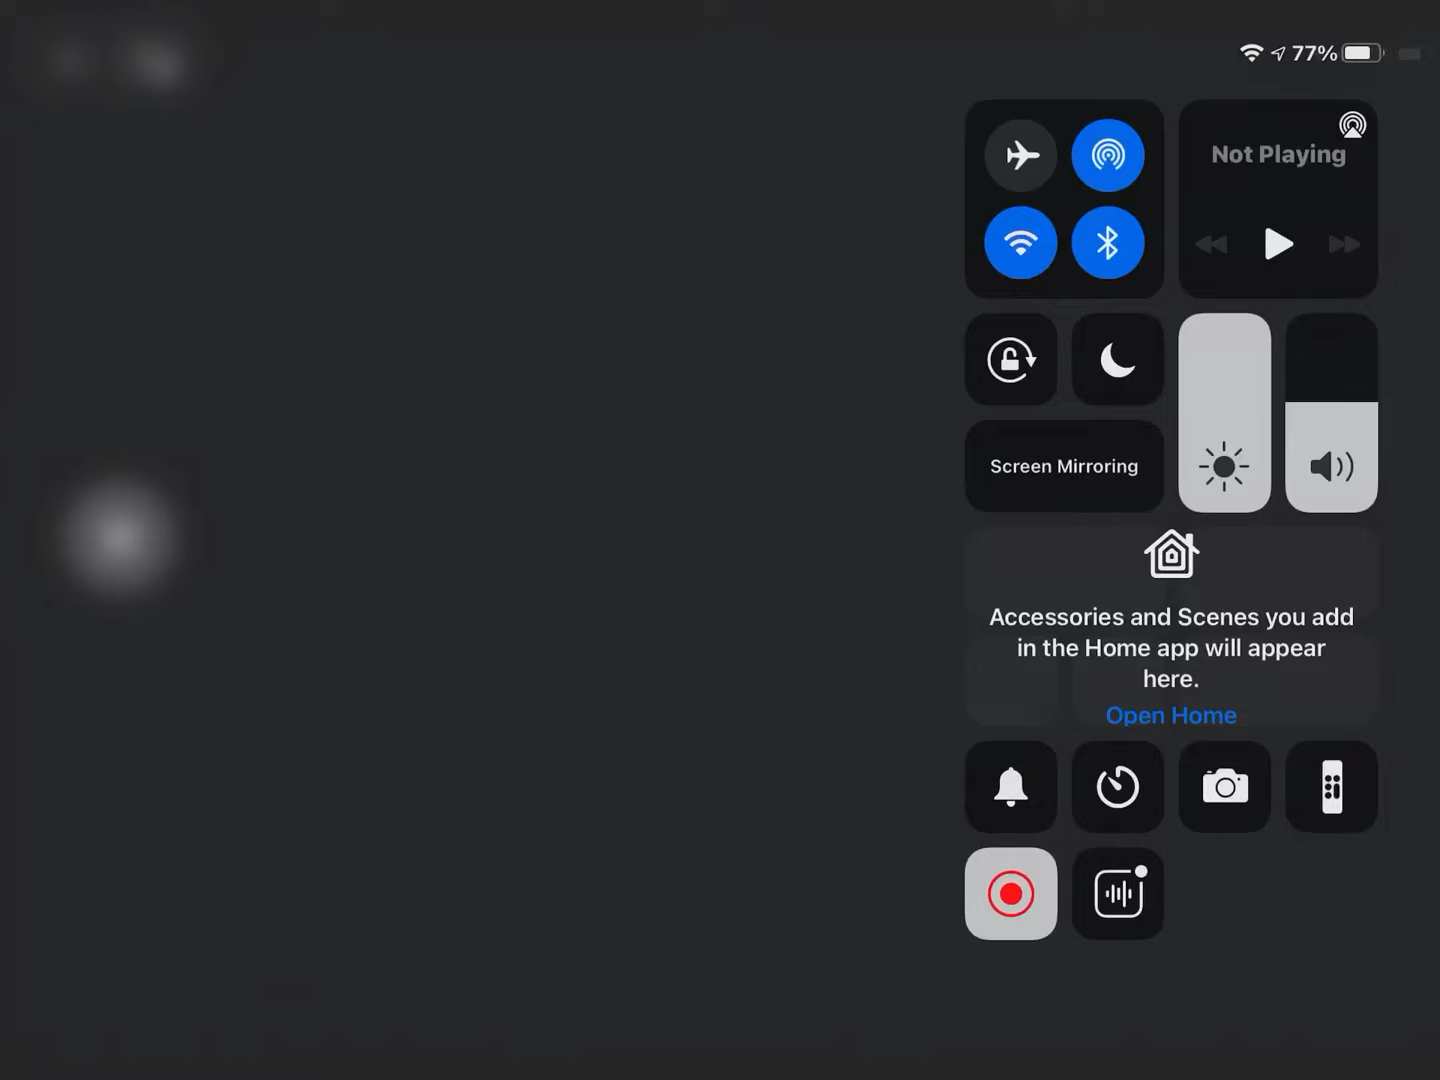 77%
Not Playing
Screen Mirroring
Accessories and Scenes you add
in the Home app will appear
here.
Open Home